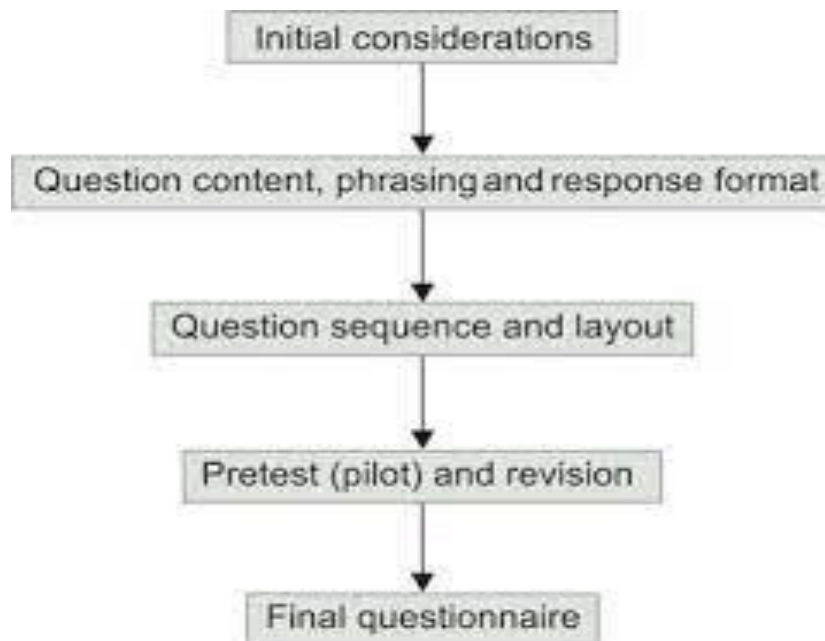 Initial considerations
Question content, phrasing and response format
Question sequence and layout
Pretest (pilot) and revision
Final questionnaire